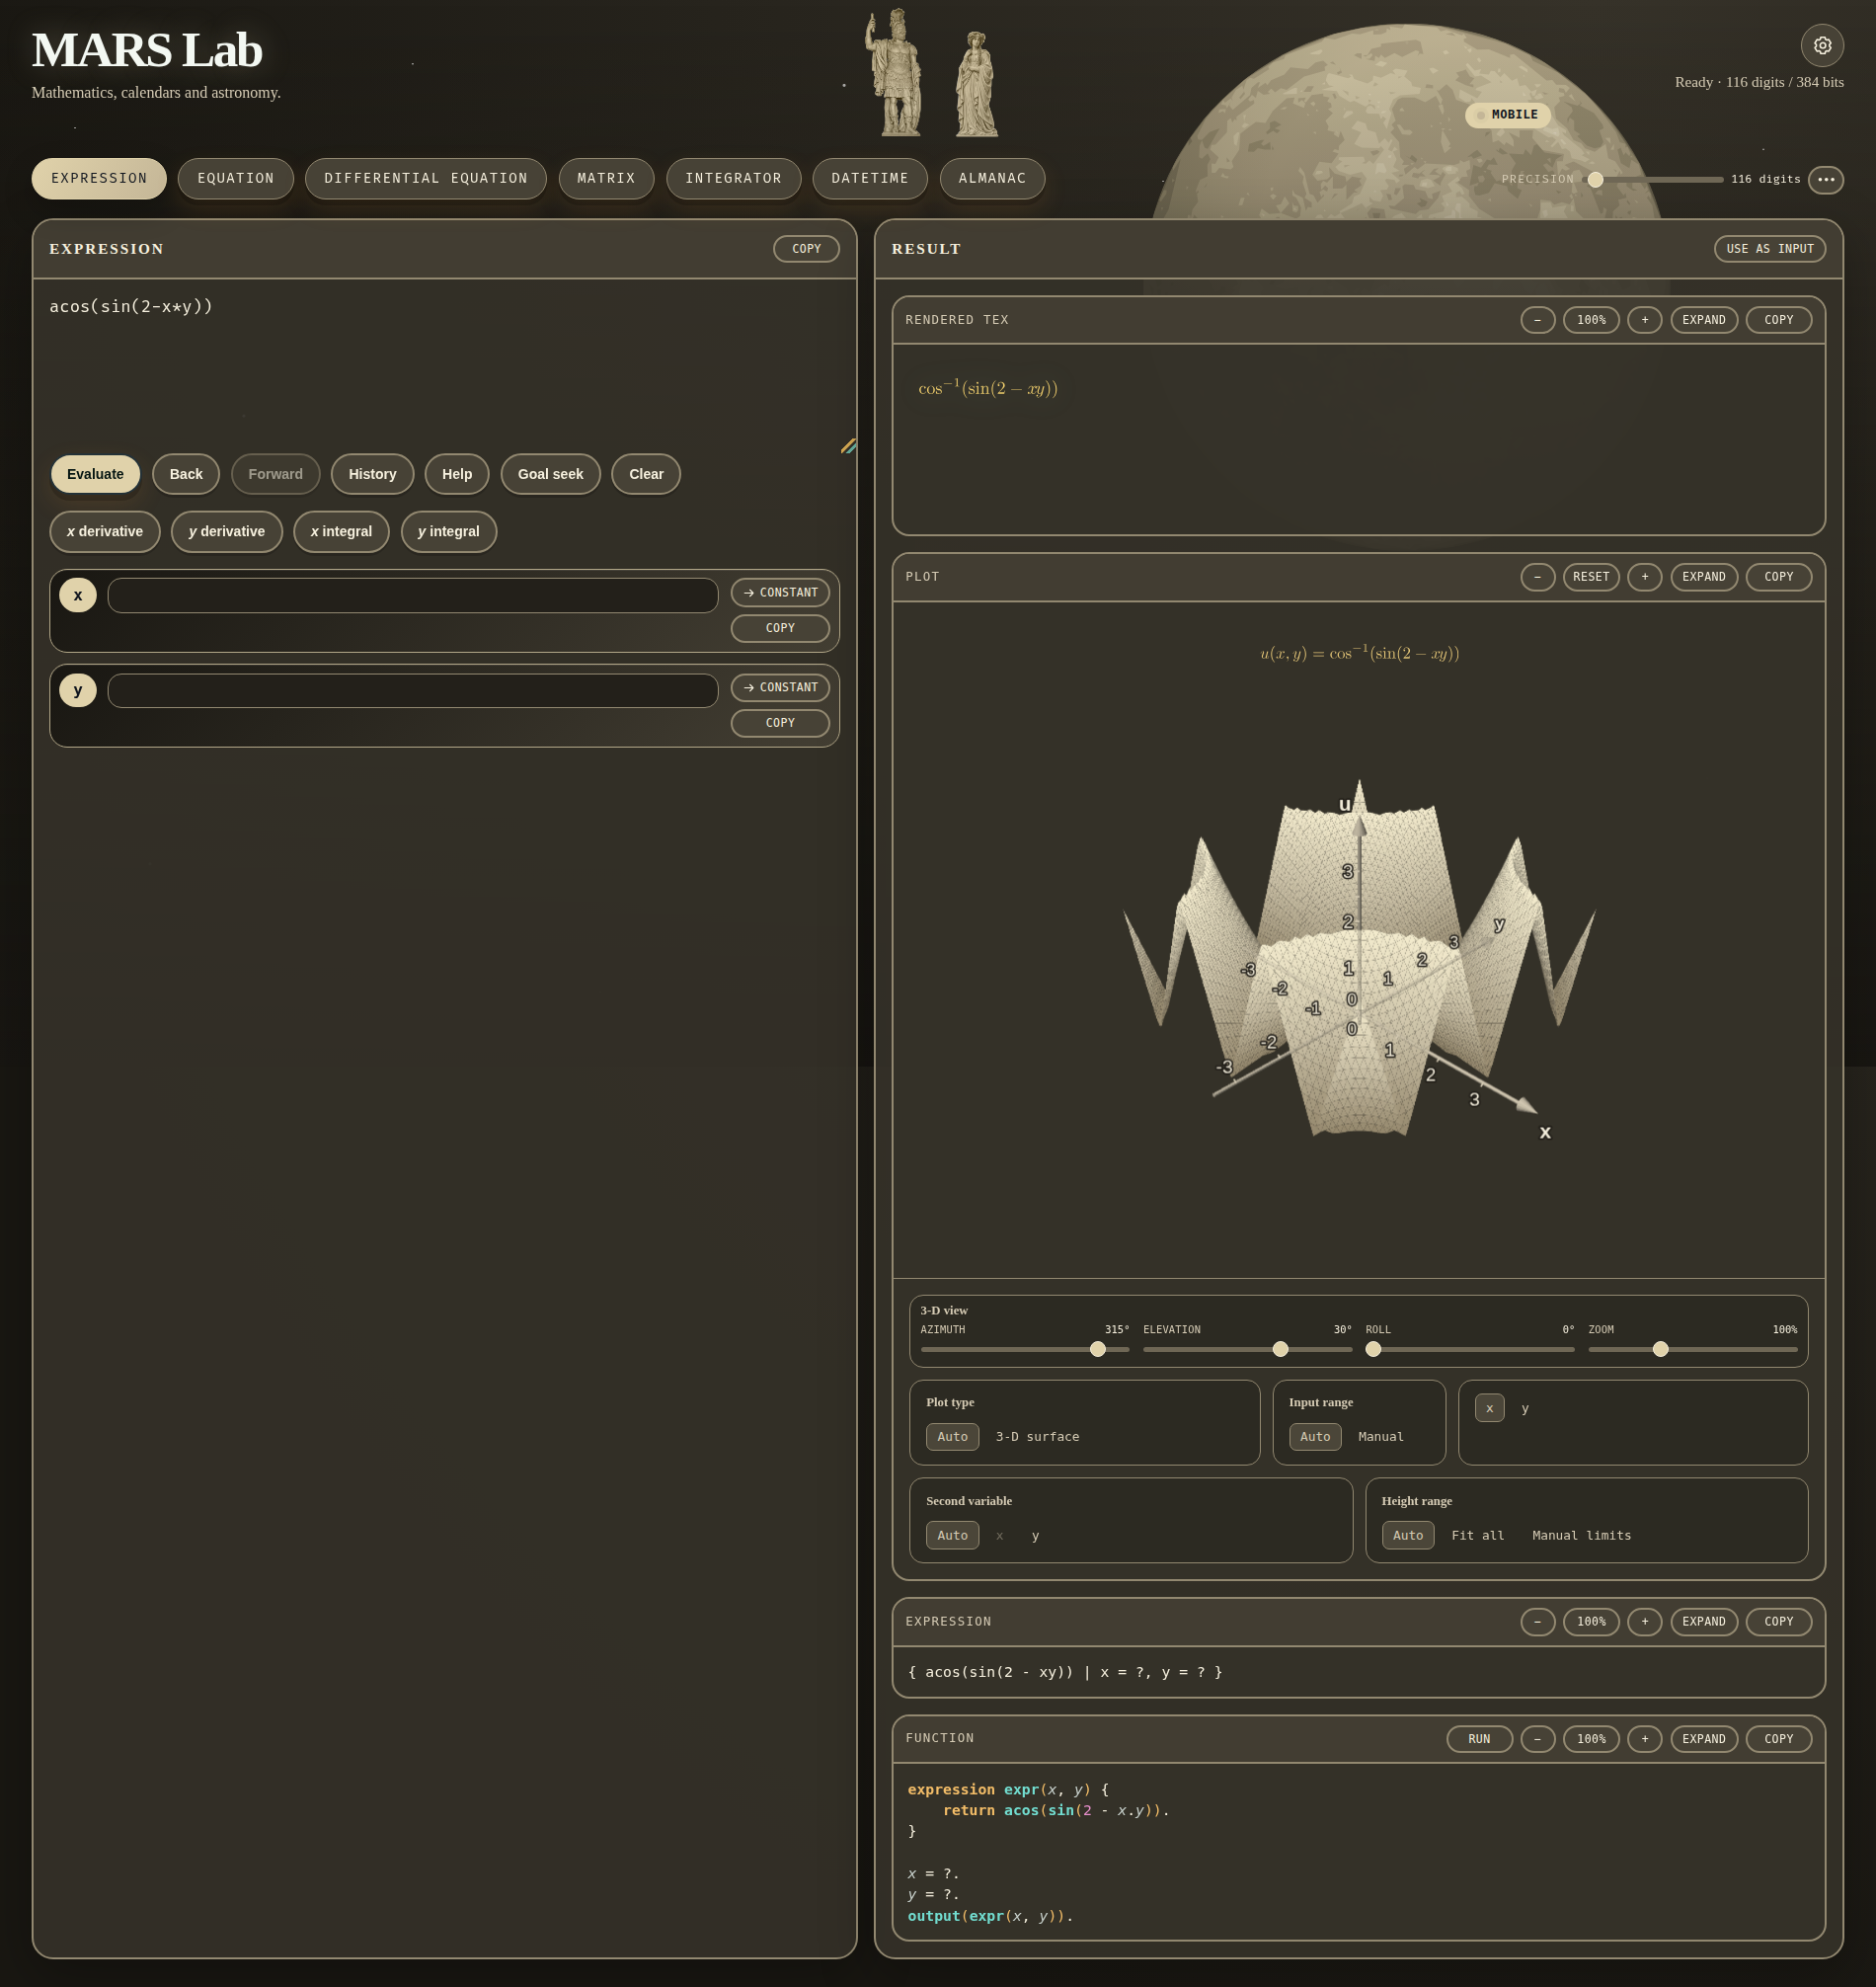 MARS Lab
Mathematics, calendars and astronomy.
Ready · 116 digits / 384 bits
MOBILE
EXPRESSION EQUATION DIFFERENTIAL EQUATION MATRIX INTEGRATOR DATETIME ALMANAC
PRECISION 116 digits
EXPRESSION COPY
acos(sin(2-x*y))
Evaluate Back Forward History Help Goal seek Clear
x derivative y derivative x integral y integral
x → CONSTANT
COPY
y → CONSTANT
COPY
RESULT USE AS INPUT
RENDERED TEX − 100% + EXPAND COPY
cos⁻¹(sin(2 − xy))
PLOT − RESET + EXPAND COPY
u(x, y) = cos⁻¹(sin(2 − xy))
u
3
2
1
0
0
-3
-2
-1
1
2
3
y
-3
-2
1
2
3
x
3-D view
AZIMUTH 315° ELEVATION 30° ROLL 0° ZOOM 100%
Plot type
Auto 3-D surface
Input range
Auto Manual
x y
Second variable
Auto x y
Height range
Auto Fit all Manual limits
EXPRESSION − 100% + EXPAND COPY
{ acos(sin(2 - xy)) | x = ?, y = ? }
FUNCTION RUN − 100% + EXPAND COPY
expression expr(x, y) {
    return acos(sin(2 - x.y)).
}
x = ?.
y = ?.
output(expr(x, y)).